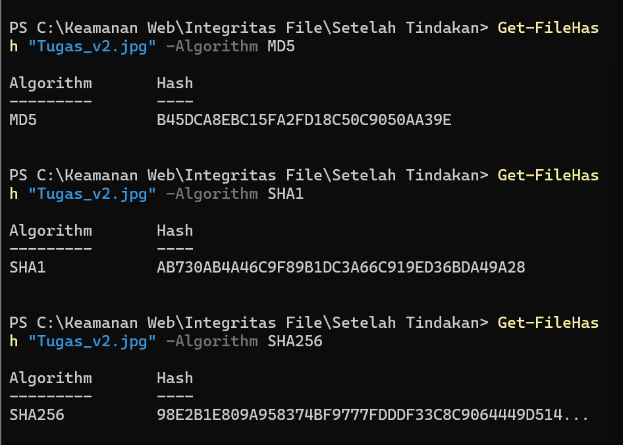 PS C:\Keamanan Web\Integritas File\Setelah Tindakan> Get-FileHas
h "Tugas_v2.jpg" -Algorithm MD5
Algorithm Hash
--------- ----
MD5 B45DCA8EBC15FA2FD18C50C9050AA39E
PS C:\Keamanan Web\Integritas File\Setelah Tindakan> Get-FileHas
h "Tugas_v2.jpg" -Algorithm SHA1
Algorithm Hash
--------- ----
SHA1 AB730AB4A46C9F89B1DC3A66C919ED36BDA49A28
PS C:\Keamanan Web\Integritas File\Setelah Tindakan> Get-FileHas
h "Tugas_v2.jpg" -Algorithm SHA256
Algorithm Hash
--------- ----
SHA256 98E2B1E809A958374BF9777FDDDF33C8C9064449D514...